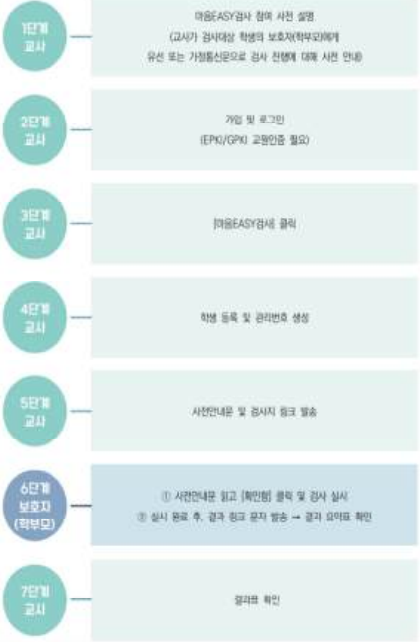 1단계
교사
마음EASY검사 참여 사전 설명
(교사가 검사대상 학생의 보호자(학부모)에게
유선 또는 가정통신문으로 검사 진행에 대해 사전 안내)
2단계
교사
가입 및 로그인
(EPKI/GPKI 교원인증 필요)
3단계
교사
[마음EASY검사] 클릭
4단계
교사
학생 등록 및 관리번호 생성
5단계
교사
사전안내문 및 검사지 링크 발송
6단계
보호자
(학부모)
① 사전안내문 읽고 [확인함] 클릭 및 검사 실시
② 실시 완료 후, 결과 링크 문자 발송 → 결과 요약표 확인
7단계
교사
결과표 확인